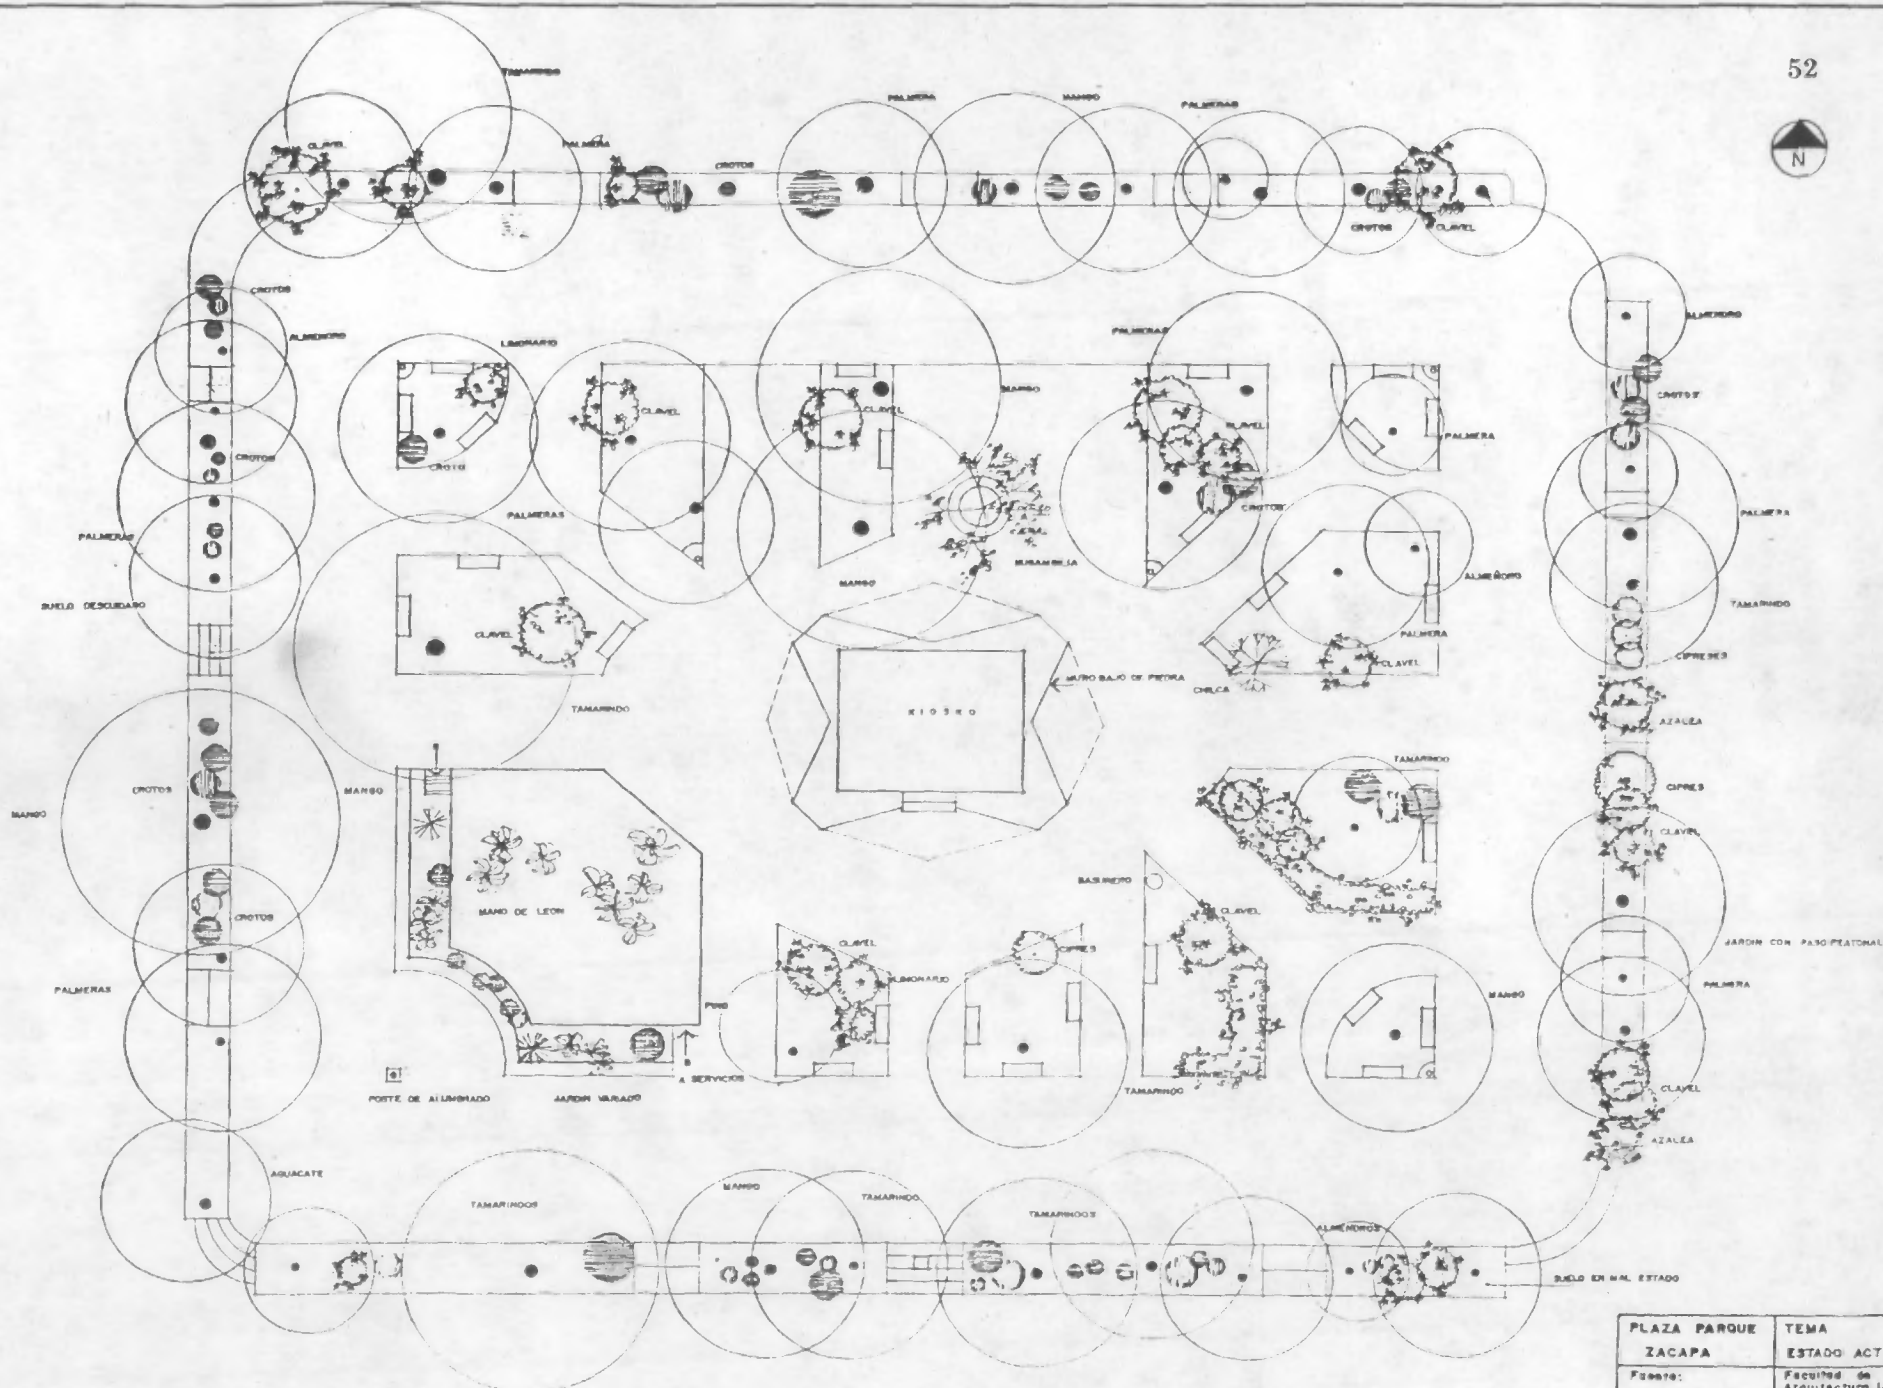 52
TAMARINDO
PALMERA
MANGO
PALMERAS
CLAVEL
PALMERA
CROTOS
N
CROTOS
CLAVEL
CROTOS
ALMENDRO
ALMENDRO
LIMONARIO
PALMERAS
CLAVEL
CLAVEL
MANGO
CLAVEL
CROTOS
PALMERA
CROTOS
CROTO
PALMERAS
CROTOS
PALMERA
PALMERAS
BUGAMBILIA
MANGO
ALMENDRO
SUELO DESCUIDADO
TAMARINDO
CLAVEL
PALMERA
CLAVEL
CIPRESES
MURO BAJO DE PIEDRA
CHILCA
TAMARINDO
KIOSKO
AZALEA
TAMARINDO
CROTOS
MANGO
CIPRES
MANGO
CLAVEL
BASURERO
MANO DE LEON
CROTOS
CLAVEL
CLAVEL
CIPRES
JARDIN CON PASO PEATONAL
PALMERAS
LIMONARIO
MANGO
PALMERA
PINO
A SERVICIOS
TAMARINDO
CLAVEL
POSTE DE ALUMBRADO
JARDIN VARIADO
AZALEA
AGUACATE
MANGO
TAMARINDO
TAMARINDOS
TAMARINDOS
ALMENDROS
SUELO EN MAL ESTADO
PLAZA PARQUE
ZACAPA
TEMA
ESTADO ACT
Fuente:
Facultad de
Arquitectura